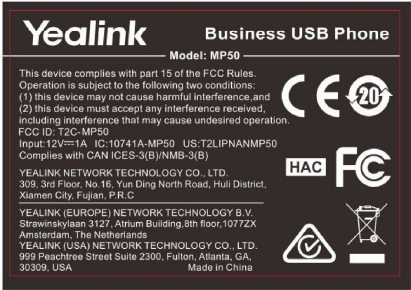 Yealink
Business USB Phone
Model: MP50
This device complies with part 15 of the FCC Rules.
Operation is subject to the following two conditions:
(1) this device may not cause harmful interference,and
(2) this device must accept any interference received,
including interference that may cause undesired operation.
FCC ID: T2C-MP50
Input:12V⎓1A IC:10741A-MP50 US:T2LIPNANMP50
Complies with CAN ICES-3(B)/NMB-3(B)
CE
20
HAC
FC
YEALINK NETWORK TECHNOLOGY CO., LTD.
309, 3rd Floor, No.16, Yun Ding North Road, Huli District,
Xiamen City, Fujian, P.R.C
YEALINK (EUROPE) NETWORK TECHNOLOGY B.V.
Strawinskylaan 3127, Atrium Building,8th floor,1077ZX
Amsterdam, The Netherlands
YEALINK (USA) NETWORK TECHNOLOGY CO., LTD.
999 Peachtree Street Suite 2300, Fulton, Atlanta, GA,
30309, USA Made in China